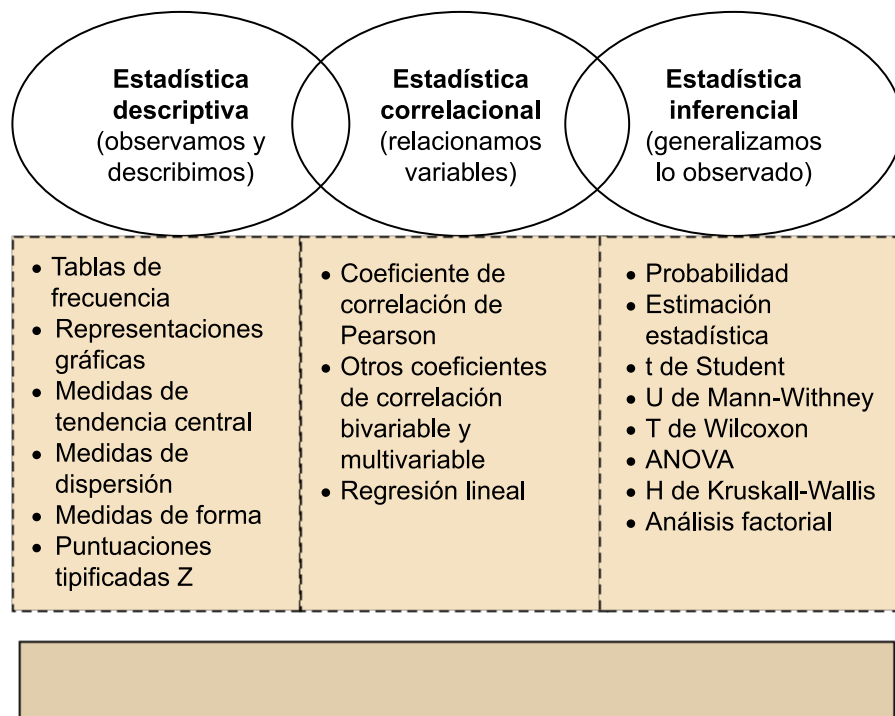 Estadística
descriptiva
(observamos y
describimos)
Estadística
correlacional
(relacionamos
variables)
Estadística
inferencial
(generalizamos
lo observado)
• Tablas de
frecuencia
• Representaciones
gráficas
• Medidas de
tendencia central
• Medidas de
dispersión
• Medidas de forma
• Puntuaciones
tipificadas Z
• Coeficiente de
correlación de
Pearson
• Otros coeficientes
de correlación
bivariable y
multivariable
• Regresión lineal
• Probabilidad
• Estimación
estadística
• t de Student
• U de Mann-Withney
• T de Wilcoxon
• ANOVA
• H de Kruskall-Wallis
• Análisis factorial